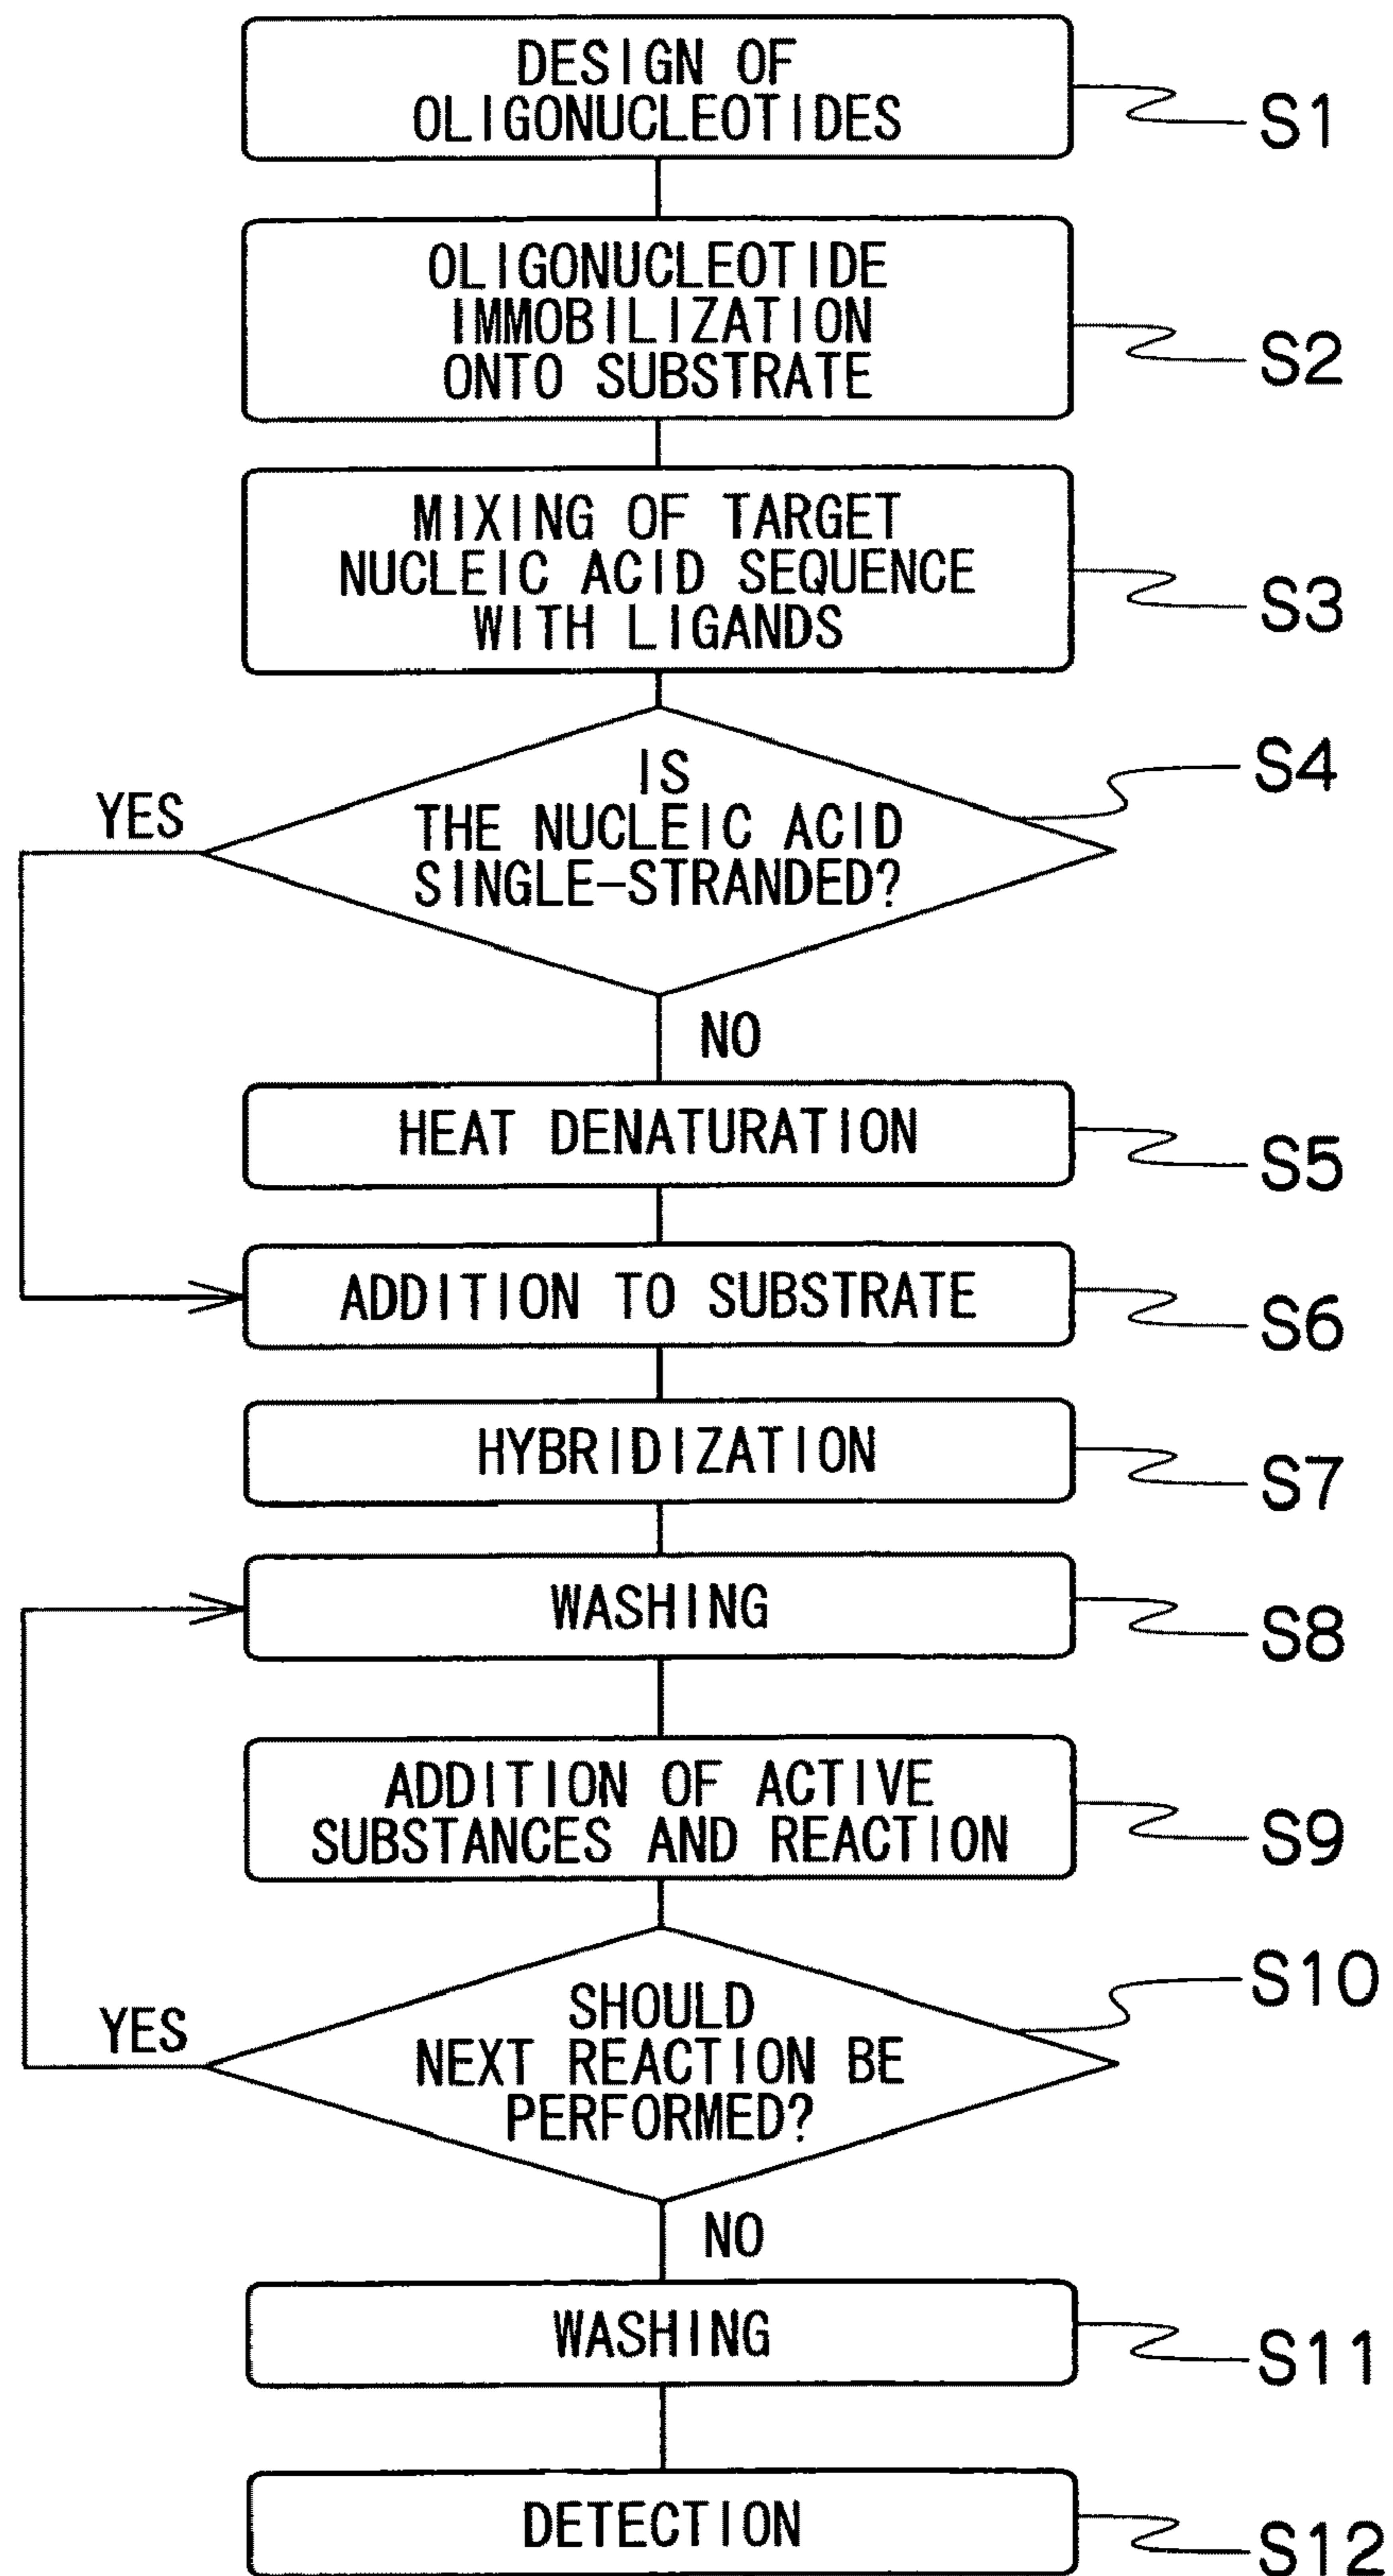 DESIGN OF
OLIGONUCLEOTIDES
S1
OLIGONUCLEOTIDE
IMMOBILIZATION
ONTO SUBSTRATE
S2
MIXING OF TARGET
NUCLEIC ACID SEQUENCE
WITH LIGANDS
S3
IS
THE NUCLEIC ACID
SINGLE-STRANDED?
S4
YES
NO
HEAT DENATURATION
S5
ADDITION TO SUBSTRATE
S6
HYBRIDIZATION
S7
WASHING
S8
ADDITION OF ACTIVE
SUBSTANCES AND REACTION
S9
SHOULD
NEXT REACTION BE
PERFORMED?
S10
YES
NO
WASHING
S11
DETECTION
S12